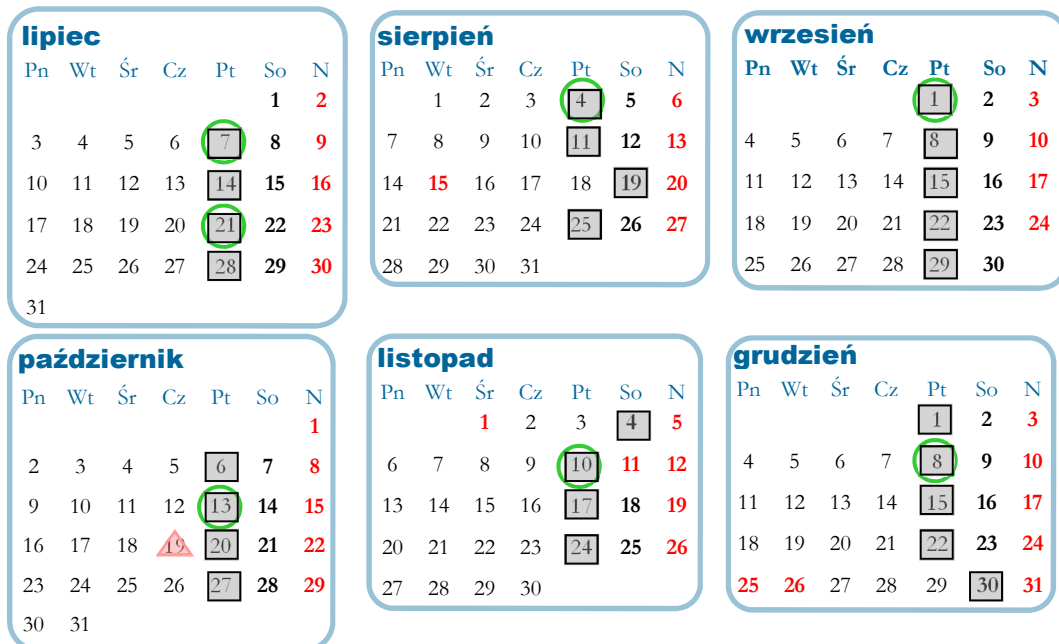 lipiec
Pn Wt Śr Cz Pt So N
1 2
3 4 5 6 7 8 9
10 11 12 13 14 15 16
17 18 19 20 21 22 23
24 25 26 27 28 29 30
31
sierpień
Pn Wt Śr Cz Pt So N
1 2 3 4 5 6
7 8 9 10 11 12 13
14 15 16 17 18 19 20
21 22 23 24 25 26 27
28 29 30 31
wrzesień
Pn Wt Śr Cz Pt So N
1 2 3
4 5 6 7 8 9 10
11 12 13 14 15 16 17
18 19 20 21 22 23 24
25 26 27 28 29 30
październik
Pn Wt Śr Cz Pt So N
1
2 3 4 5 6 7 8
9 10 11 12 13 14 15
16 17 18 19 20 21 22
23 24 25 26 27 28 29
30 31
listopad
Pn Wt Śr Cz Pt So N
1 2 3 4 5
6 7 8 9 10 11 12
13 14 15 16 17 18 19
20 21 22 23 24 25 26
27 28 29 30
grudzień
Pn Wt Śr Cz Pt So N
1 2 3
4 5 6 7 8 9 10
11 12 13 14 15 16 17
18 19 20 21 22 23 24
25 26 27 28 29 30 31